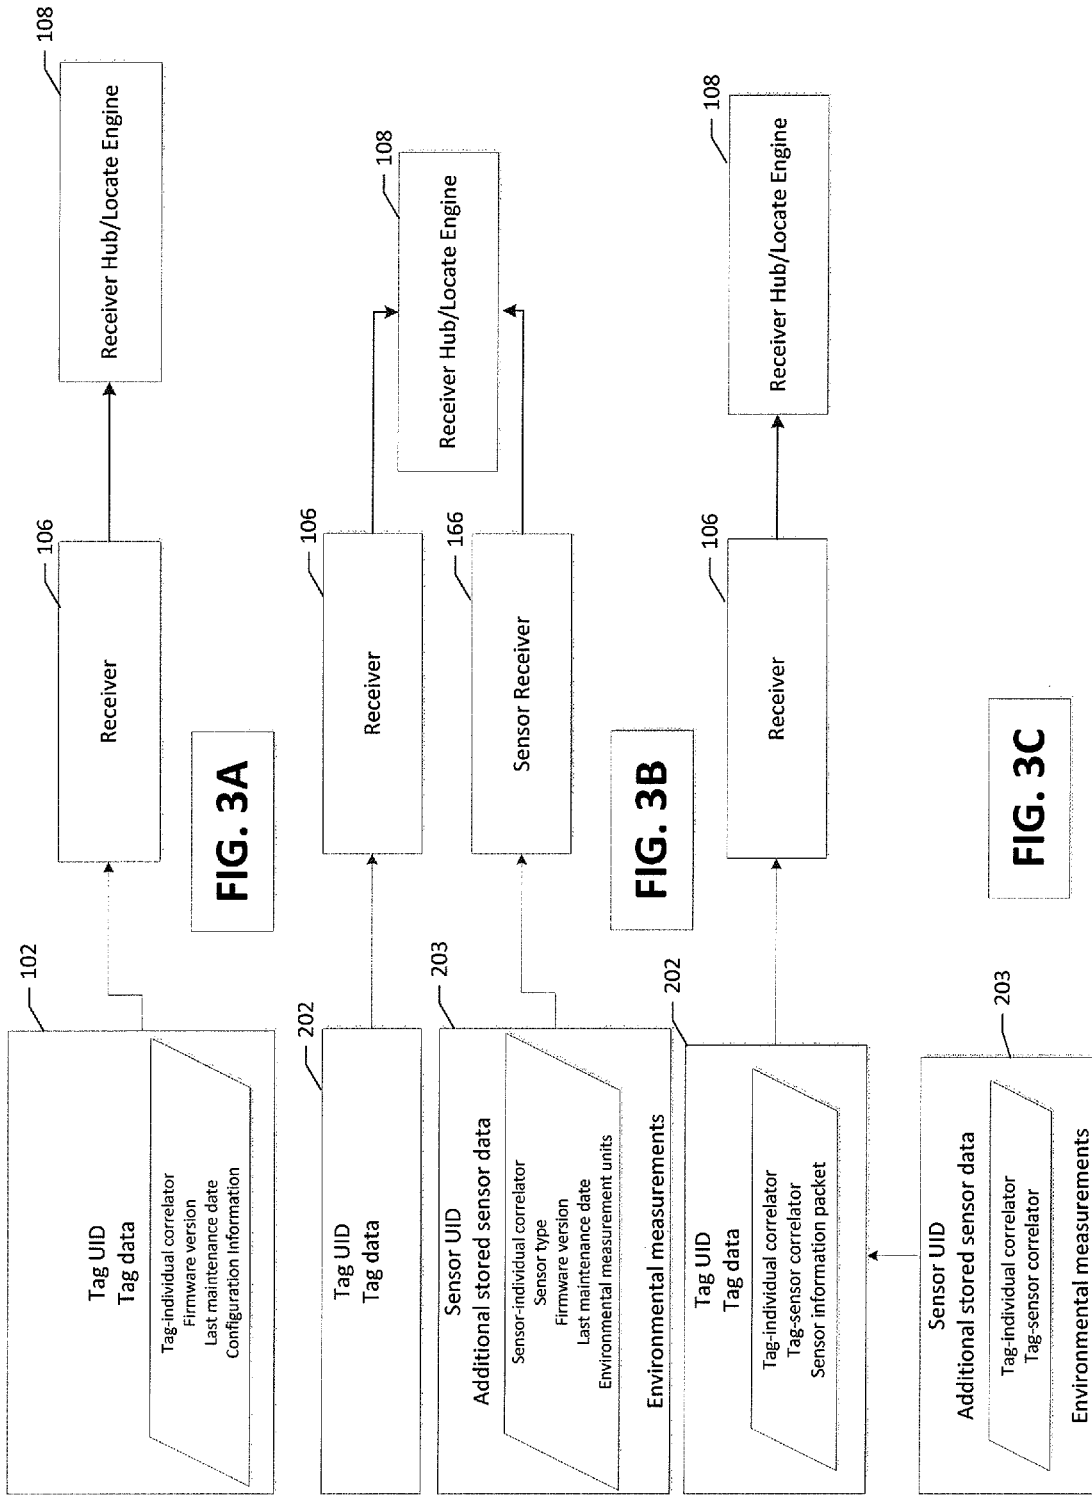 102
Tag UID
Tag data
Tag-individual correlator
Firmware version
Last maintenance date
Configuration Information
106
Receiver
108
Receiver Hub/Locate Engine
FIG. 3A
202
Tag UID
Tag data
106
Receiver
108
Receiver Hub/Locate Engine
203
Sensor UID
Additional stored sensor data
Sensor-individual correlator
Sensor type
Firmware version
Last maintenance date
Environmental measurement units
Environmental measurements
166
Sensor Receiver
FIG. 3B
202
Tag UID
Tag data
Tag-individual correlator
Tag-sensor correlator
Sensor information packet
106
Receiver
108
Receiver Hub/Locate Engine
203
Sensor UID
Additional stored sensor data
Tag-individual correlator
Tag-sensor correlator
Environmental measurements
FIG. 3C